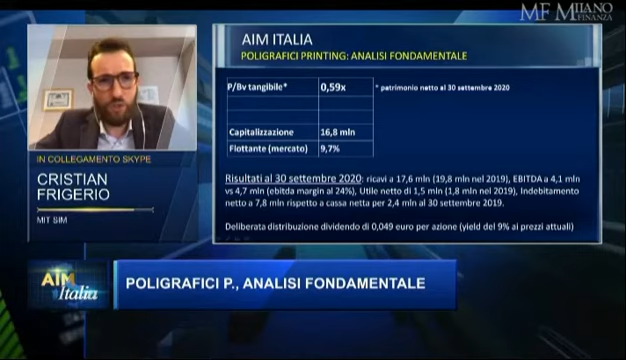 MF MILANO
FINANZA
AIM ITALIA
POLIGRAFICI PRINTING: ANALISI FONDAMENTALE
P/Bv tangibile* 0,59x * patrimonio netto al 30 settembre 2020
Capitalizzazione 16,8 mln
Flottante (mercato) 9,7%
Risultati al 30 settembre 2020: ricavi a 17,6 mln (19,8 mln nel 2019), EBITDA a 4,1 mln
vs 4,7 mln (ebitda margin al 24%), Utile netto di 1,5 mln (1,8 mln nel 2019), Indebitamento
netto a 7,8 mln rispetto a cassa netta per 2,4 mln al 30 settembre 2019.
Deliberata distribuzione dividendo di 0,049 euro per azione (yield del 9% ai prezzi attuali)
IN COLLEGAMENTO SKYPE
CRISTIAN
FRIGERIO
MIT SIM
AIM
Italia
POLIGRAFICI P., ANALISI FONDAMENTALE